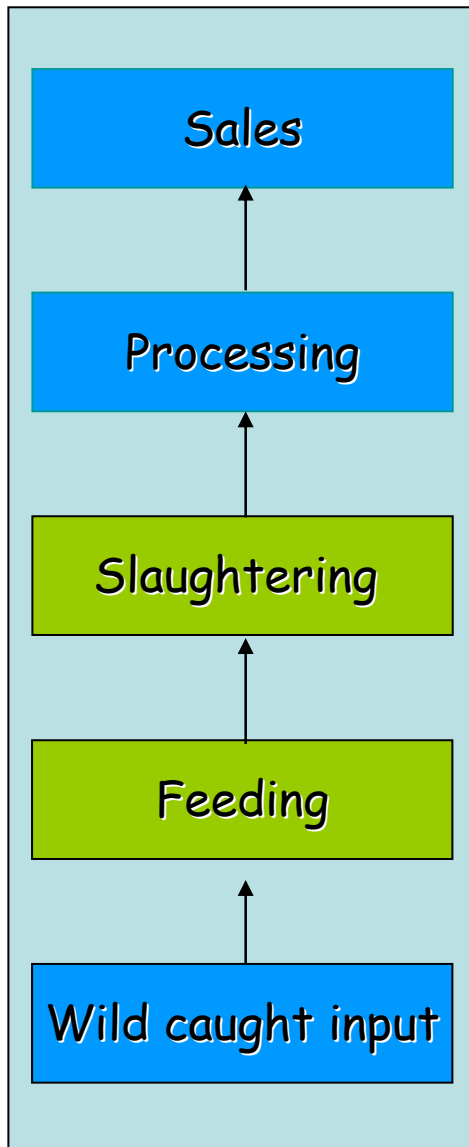 Sales
Processing
Slaughtering
Feeding
Wild caught input